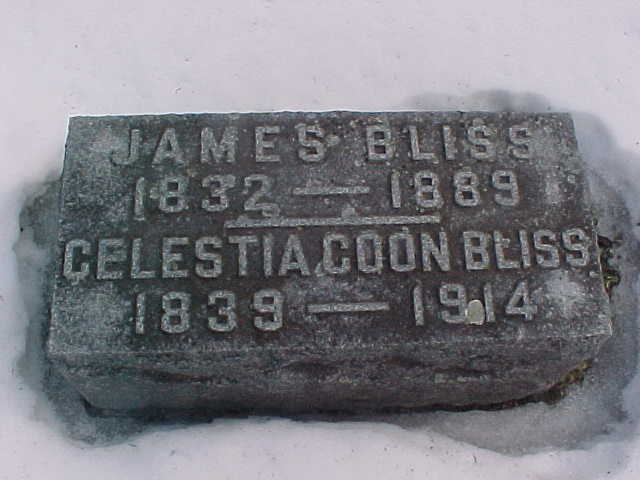 JAMES BLISS
1832 — 1889
CELESTIA COON BLISS
1839 — 1914